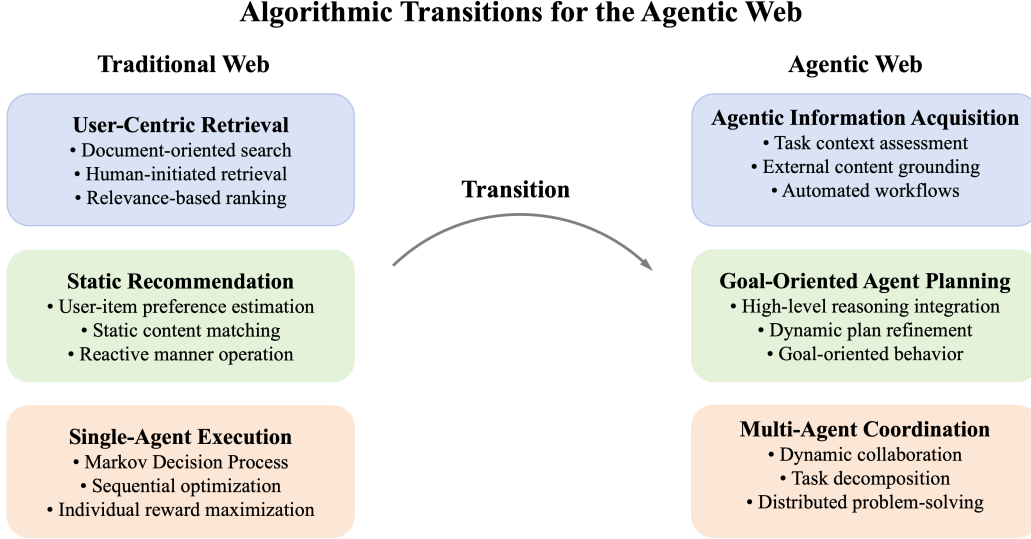 Algorithmic Transitions for the Agentic Web
Traditional Web
User-Centric Retrieval
• Document-oriented search
• Human-initiated retrieval
• Relevance-based ranking
Static Recommendation
• User-item preference estimation
• Static content matching
• Reactive manner operation
Single-Agent Execution
• Markov Decision Process
• Sequential optimization
• Individual reward maximization
Transition
Agentic Web
Agentic Information Acquisition
• Task context assessment
• External content grounding
• Automated workflows
Goal-Oriented Agent Planning
• High-level reasoning integration
• Dynamic plan refinement
• Goal-oriented behavior
Multi-Agent Coordination
• Dynamic collaboration
• Task decomposition
• Distributed problem-solving